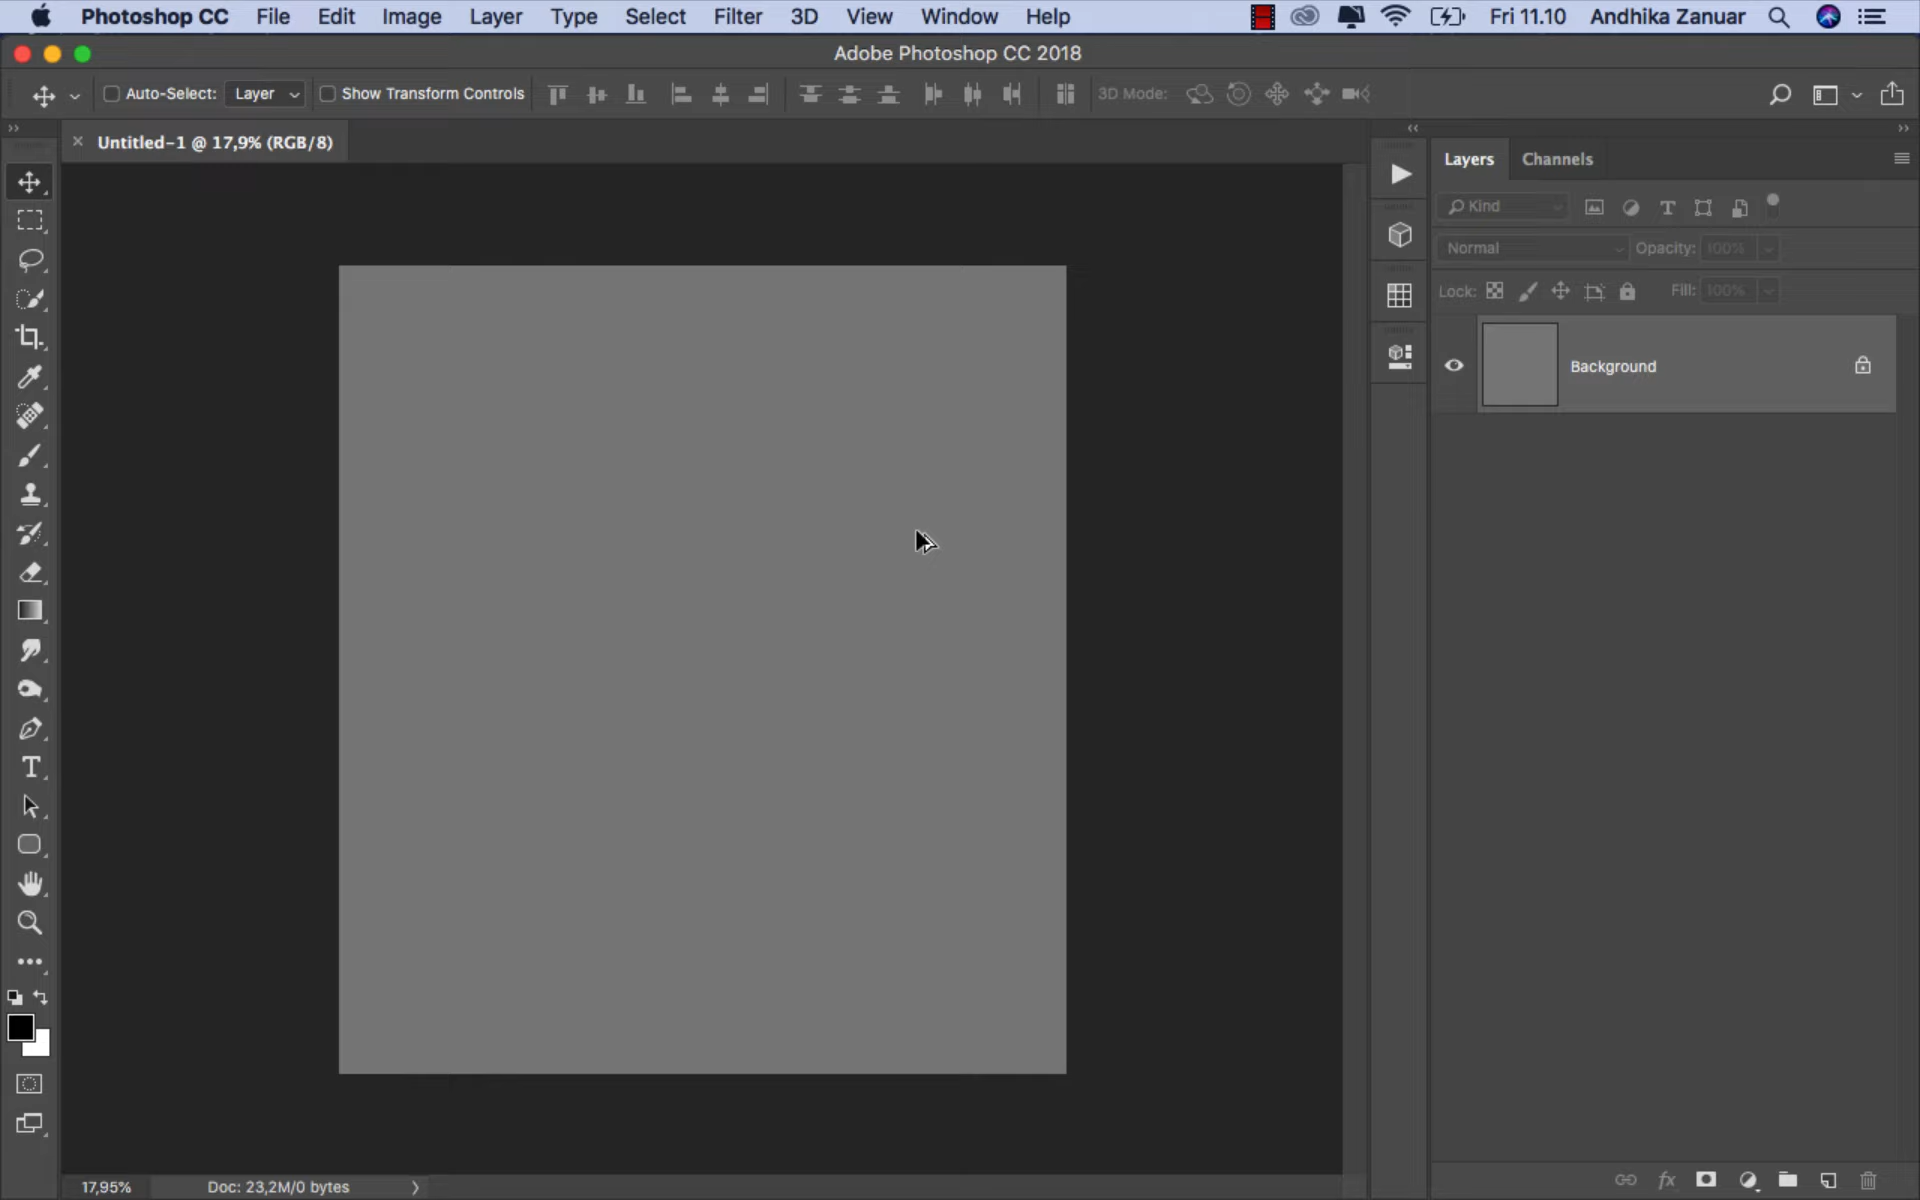 Photoshop CC File Edit Image Layer Type Select Filter 3D View Window Help Fri 11.10 Andhika Zanuar
Adobe Photoshop CC 2018
Auto-Select: Layer Show Transform Controls 3D Mode:
Untitled-1 @ 17,9% (RGB/8)
Layers Channels
Kind
Normal Opacity: 100%
Lock: Fill: 100%
Background
17,95% Doc: 23,2M/0 bytes